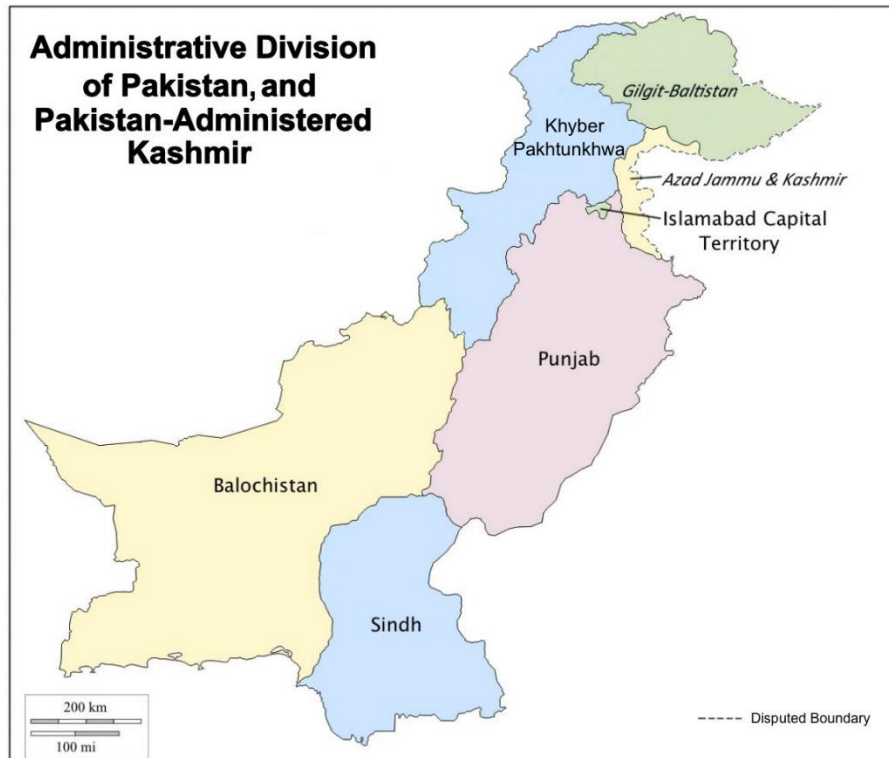 Administrative Division
of Pakistan, and
Pakistan-Administered
Kashmir
Gilgit-Baltistan
Khyber
Pakhtunkhwa
Azad Jammu & Kashmir
Islamabad Capital
Territory
Punjab
Balochistan
Sindh
200 km
100 mi
Disputed Boundary